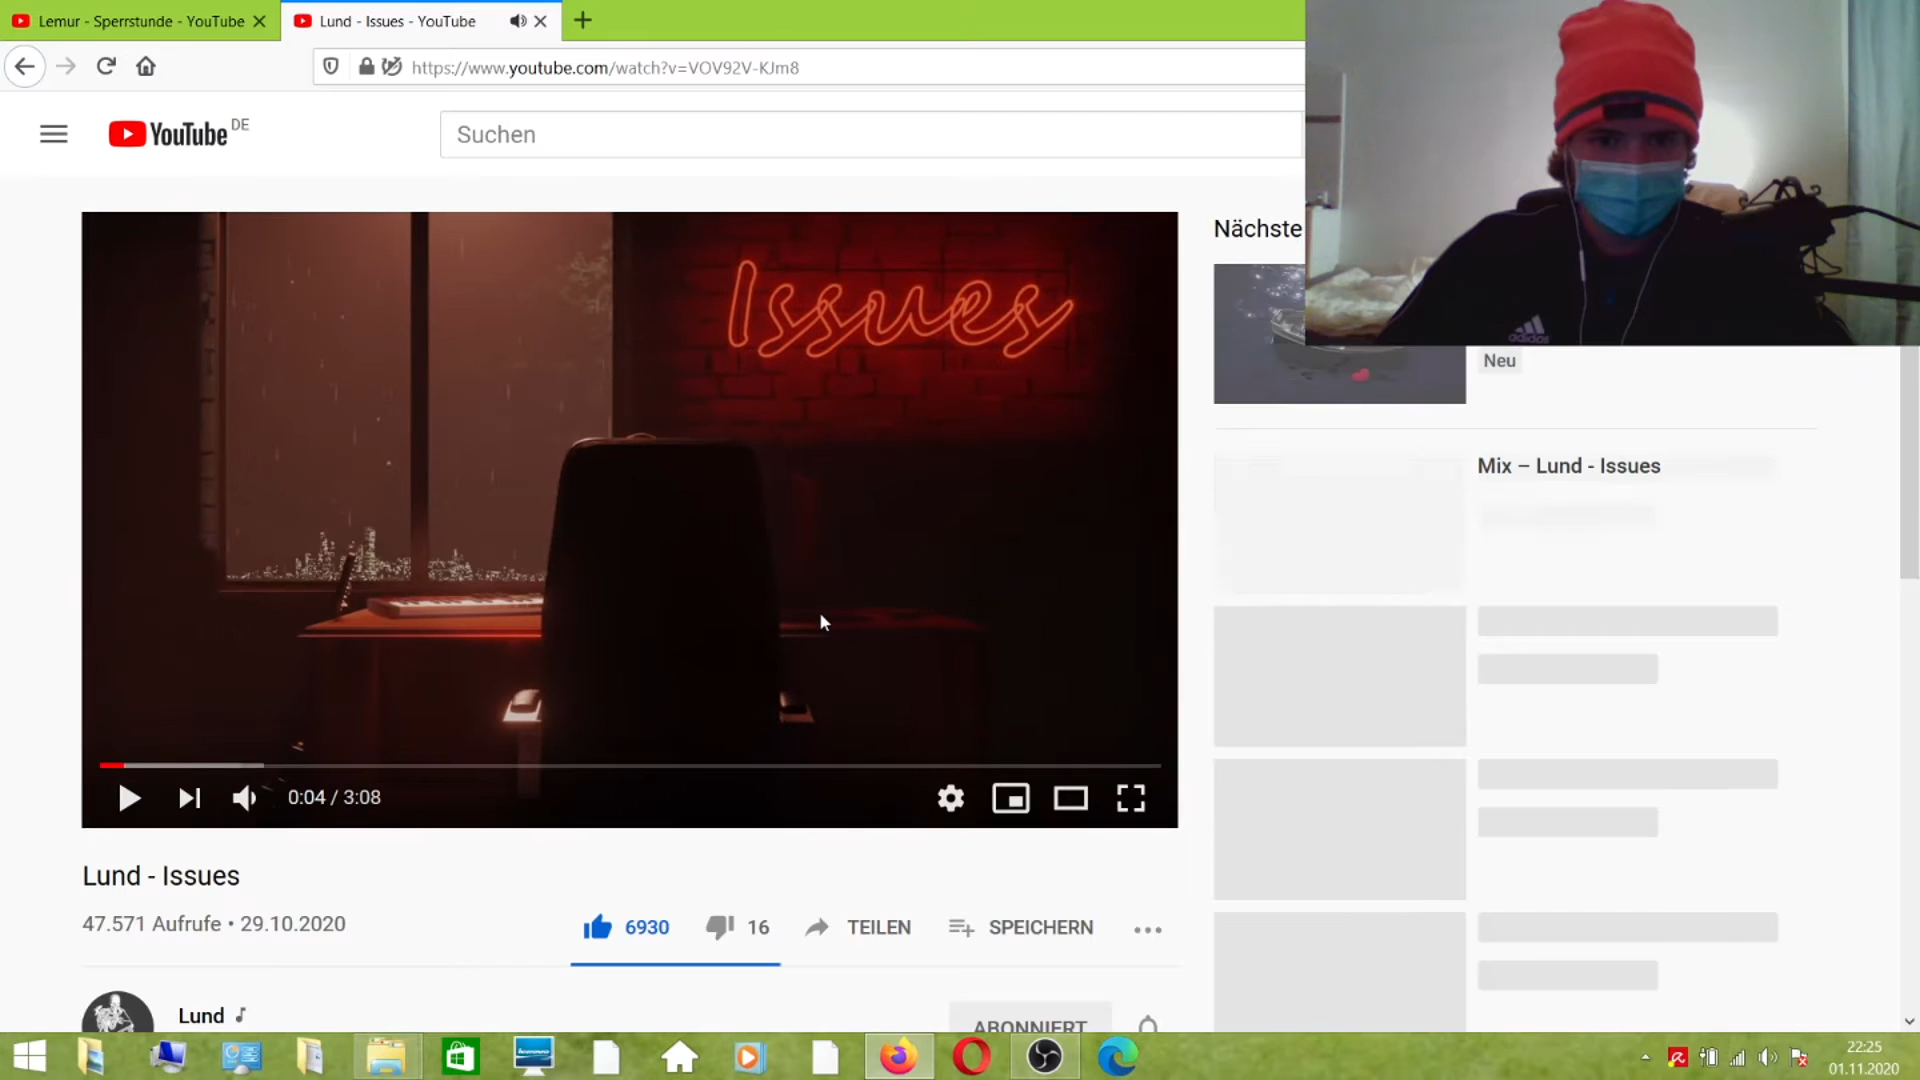 Lemur - Sperrstunde - YouTube
Lund - Issues - YouTube
https://www.youtube.com/watch?v=VOV92V-KJm8
YouTube DE
Suchen
Issues
Nächste
Neu
Mix – Lund - Issues
0:04 / 3:08
Lund - Issues
47.571 Aufrufe • 29.10.2020
6930
16
TEILEN
SPEICHERN
Lund
ABONNIERT
adidas
22:25
01.11.2020